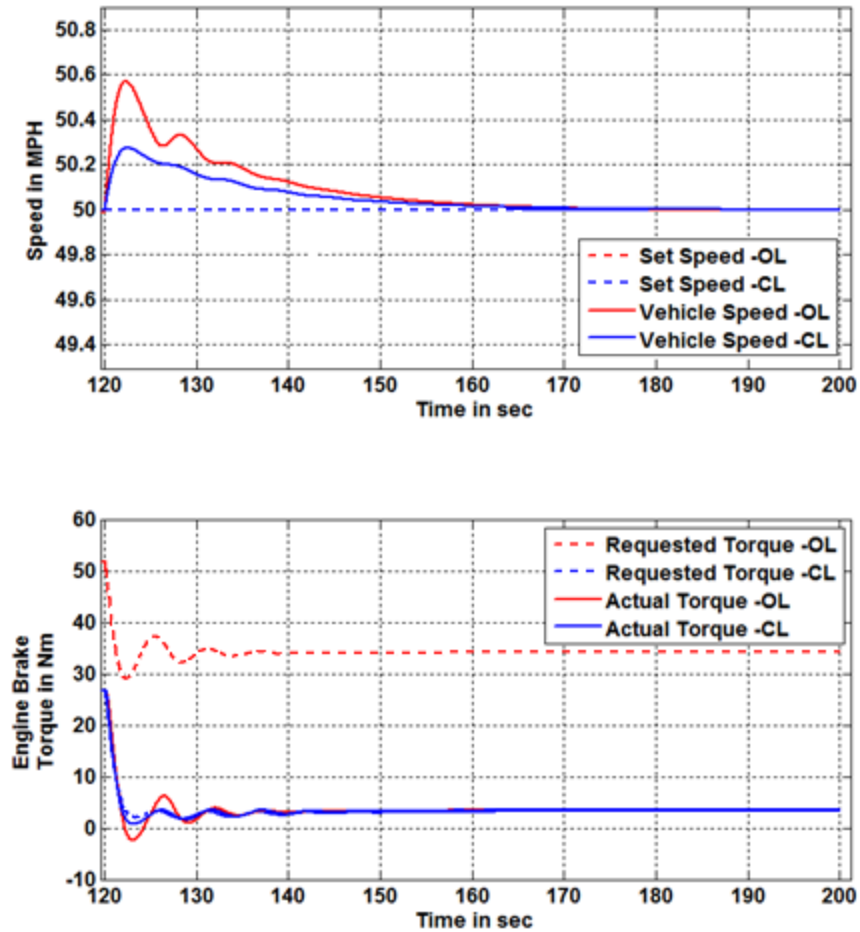 50.8
50.6
50.4
50.2
50
49.8
49.6
49.4
Speed in MPH
Set Speed -OL
Set Speed -CL
Vehicle Speed -OL
Vehicle Speed -CL
120 130 140 150 160 170 180 190 200
Time in sec
60
50
40
30
20
10
0
-10
Engine Brake
Torque in Nm
Requested Torque -OL
Requested Torque -CL
Actual Torque -OL
Actual Torque -CL
120 130 140 150 160 170 180 190 200
Time in sec